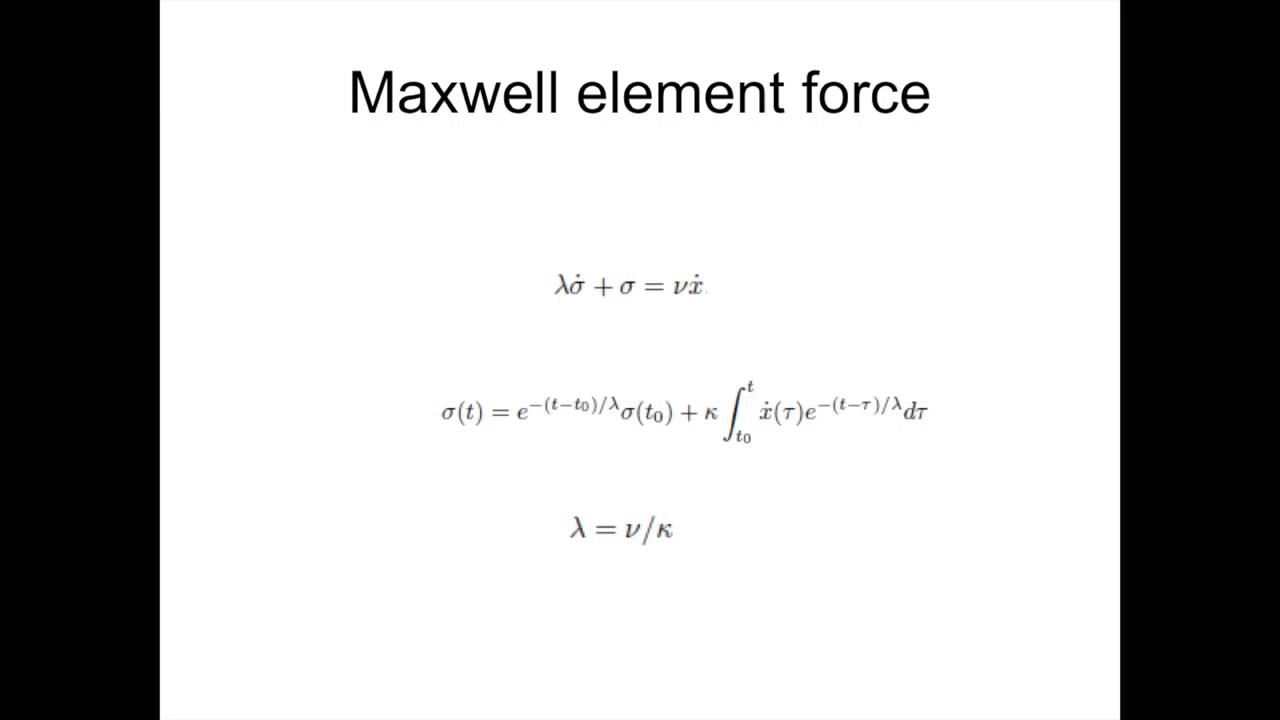 Maxwell element force
λσ̇ + σ = νẋ
σ(t) = e^{-(t-t₀)/λ}σ(t₀) + κ ∫_{t₀}^{t} ẋ(τ)e^{-(t-τ)/λ}dτ
λ = ν/κ